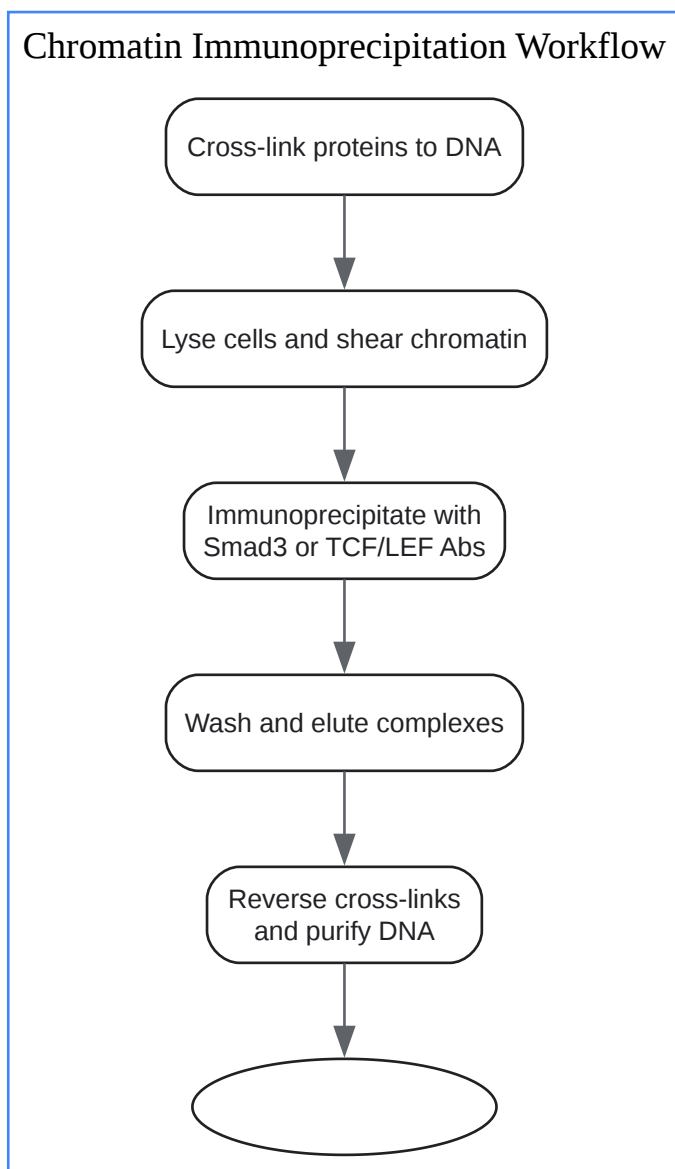 Chromatin Immunoprecipitation Workflow
Cross-link proteins to DNA
Lyse cells and shear chromatin
Immunoprecipitate with
Smad3 or TCF/LEF Abs
Wash and elute complexes
Reverse cross-links
and purify DNA